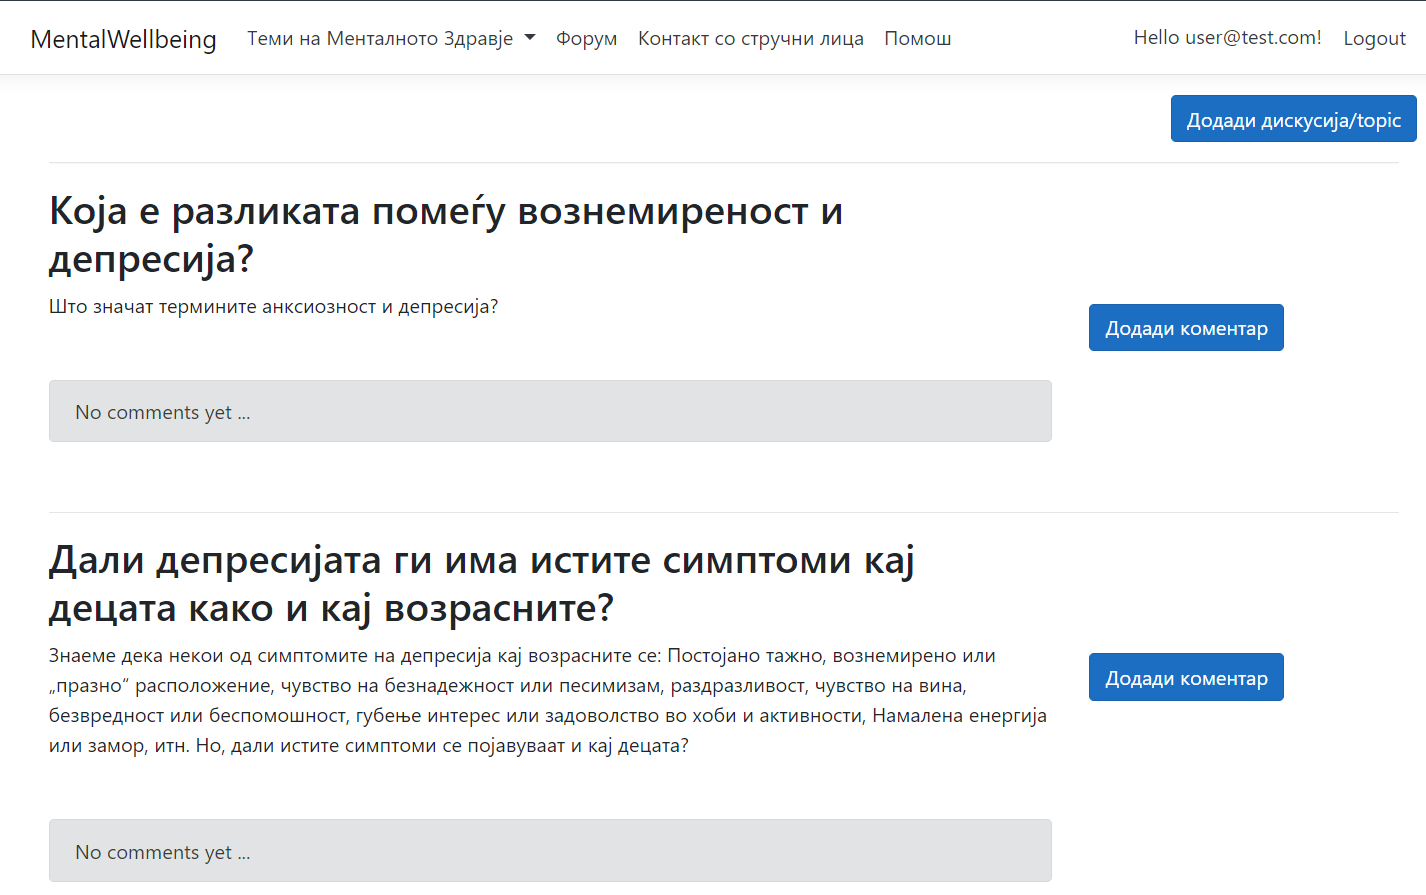 MentalWellbeing Теми на Менталното Здравје Форум Контакт со стручни лица Помош Hello user@test.com! Logout
Додади дискусија/topic
Која е разликата помеѓу вознемиреност и
депресија?
Што значат термините анксиозност и депресија?
Додади коментар
No comments yet ...
Дали депресијата ги има истите симптоми кај
децата како и кај возрасните?
Знаеме дека некои од симптомите на депресија кај возрасните се: Постојано тажно, вознемирено или
„празно“ расположение, чувство на безнадежност или песимизам, раздразливост, чувство на вина,
безвредност или беспомошност, губење интерес или задоволство во хоби и активности, Намалена енергија
или замор, итн. Но, дали истите симптоми се појавуваат и кај децата?
Додади коментар
No comments yet ...